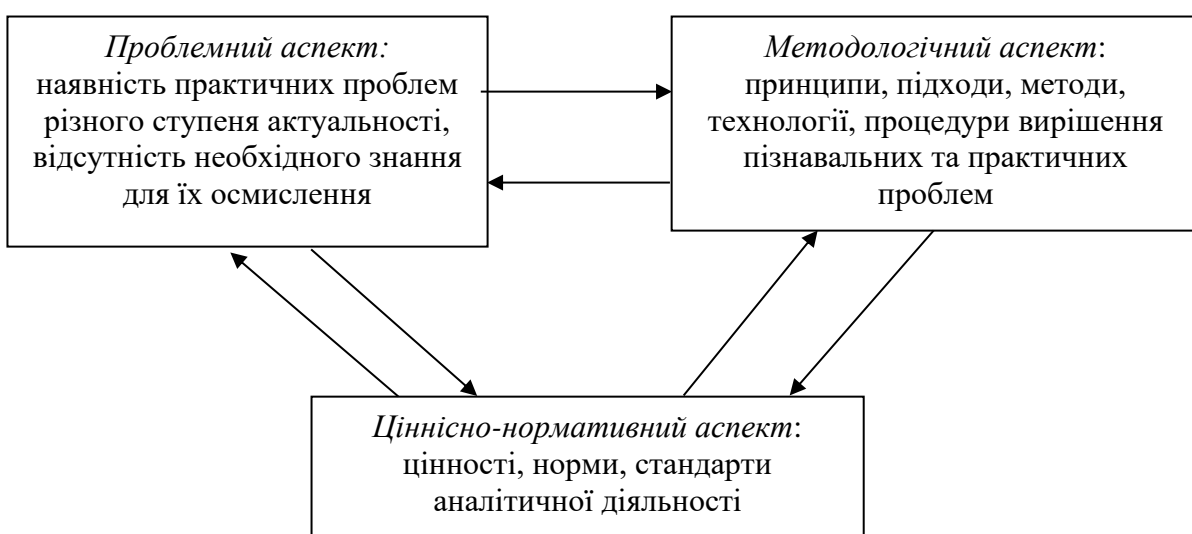 Проблемний аспект:
наявність практичних проблем
різного ступеня актуальності,
відсутність необхідного знання
для їх осмислення
Методологічний аспект:
принципи, підходи, методи,
технології, процедури вирішення
пізнавальних та практичних
проблем
Ціннісно-нормативний аспект:
цінності, норми, стандарти
аналітичної діяльності